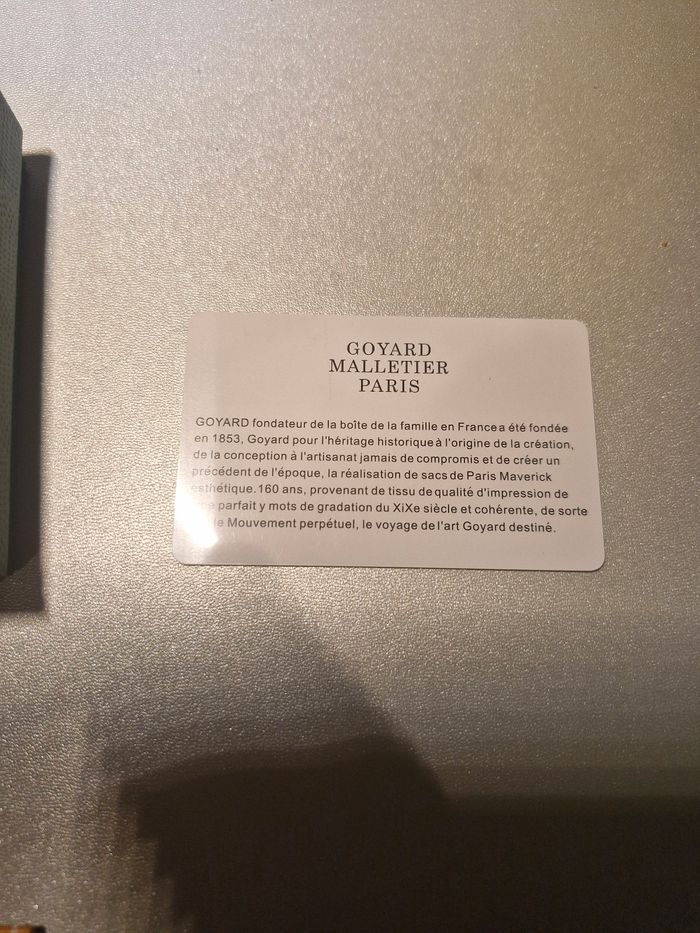 GOYARD
MALLETIER
PARIS
GOYARD fondateur de la boîte de la famille en France a été fondée
en 1853, Goyard pour l'héritage historique à l'origine de la création,
de la conception à l'artisanat jamais de compromis et de créer un
précédent de l'époque, la réalisation de sacs de Paris Maverick
esthétique.160 ans, provenant de tissu de qualité d'impression de
parfait y mots de gradation du XiXe siècle et cohérente, de sorte
le Mouvement perpétuel, le voyage de l'art Goyard destiné.